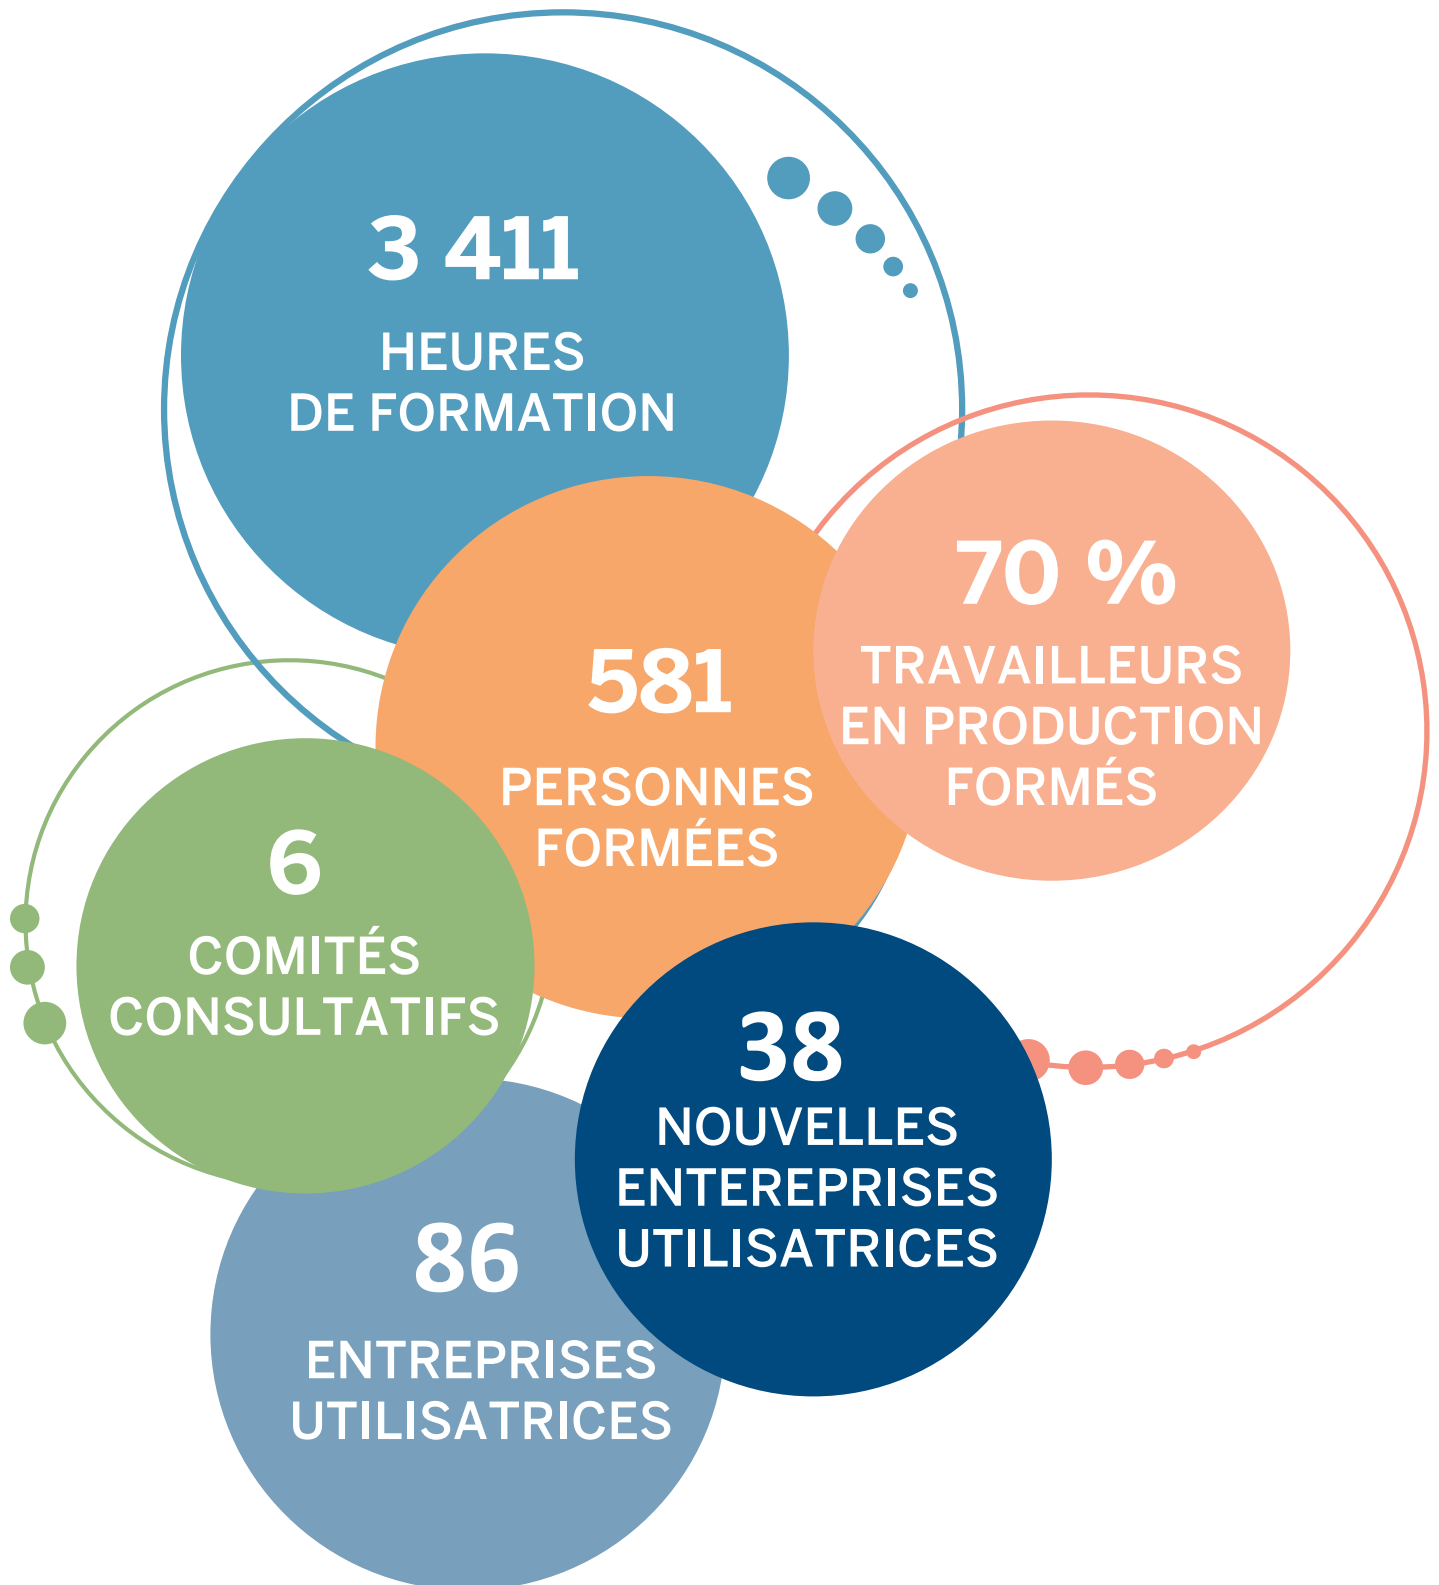 3 411
HEURES
DE FORMATION
70 %
TRAVAILLEURS
EN PRODUCTION
FORMÉS
581
PERSONNES
FORMÉES
6
COMITÉS
CONSULTATIFS
38
NOUVELLES
ENTEREPRISES
UTILISATRICES
86
ENTREPRISES
UTILISATRICES